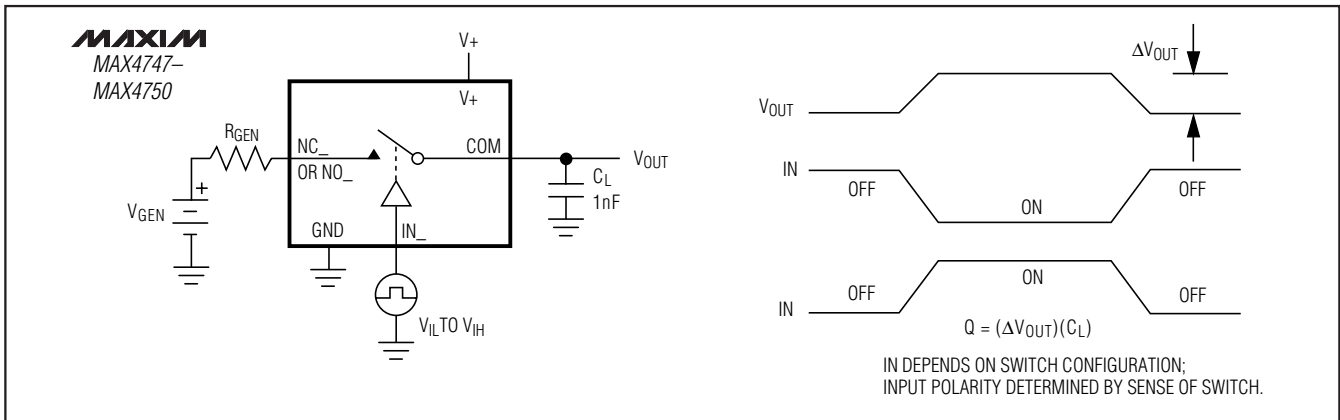 MAXIM
MAX4747–
MAX4750
V+
V+
RGEN
NC_
OR NO_
COM
VOUT
CL
1nF
VGEN
+
GND
IN_
VIL TO VIH
ΔVOUT
VOUT
IN
OFF
ON
OFF
IN
OFF
ON
OFF
Q = (ΔVOUT)(CL)
IN DEPENDS ON SWITCH CONFIGURATION;
INPUT POLARITY DETERMINED BY SENSE OF SWITCH.